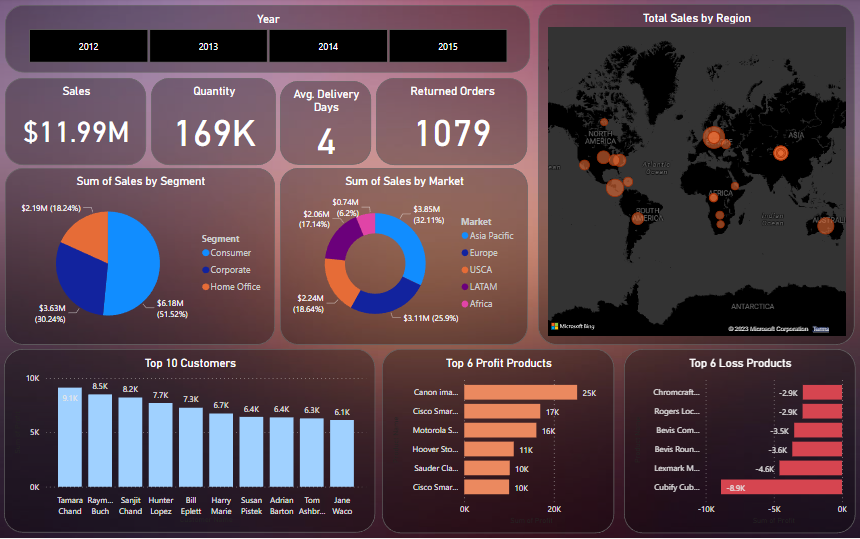 Year
2012
2013
2014
2015
Sales
$11.99M
Quantity
169K
Avg. Delivery
Days
4
Returned Orders
1079
Total Sales by Region
NORTH
AMERICA
ASIA
Atlantic
Ocean
AFRICA
SOUTH
AMERICA
ANTARCTICA
Microsoft Bing
© 2023 Microsoft Corporation Terms
Sum of Sales by Segment
$2.19M (18.24%)
$3.63M
(30.24%)
$6.18M
(51.52%)
Segment
Consumer
Corporate
Home Office
Sum of Sales by Market
$0.74M
(6.2%)
$2.06M
(17.14%)
$2.24M
(18.64%)
$3.85M
(32.11%)
$3.11M (25.9%)
Market
Asia Pacific
Europe
USCA
LATAM
Africa
Top 10 Customers
10K
5K
0K
9.1K
8.5K
8.2K
7.7K
7.3K
6.7K
6.4K
6.4K
6.3K
6.1K
Tamara
Chand
Raym...
Buch
Sanjit
Chand
Hunter
Lopez
Bill
Eplett
Harry
Marie
Susan
Pistek
Adrian
Barton
Tom
Ashbr...
Jane
Waco
Top 6 Profit Products
Canon ima... 25K
Cisco Smar... 17K
Motorola S... 16K
Hoover Sto... 11K
Sauder Cla... 10K
Cisco Smar... 10K
0K 20K
Top 6 Loss Products
Chromcraft... -2.9K
Rogers Loc... -2.9K
Bevis Com... -3.5K
Bevis Roun... -3.6K
Lexmark M... -4.6K
Cubify Cub... -8.9K
-10K -5K 0K